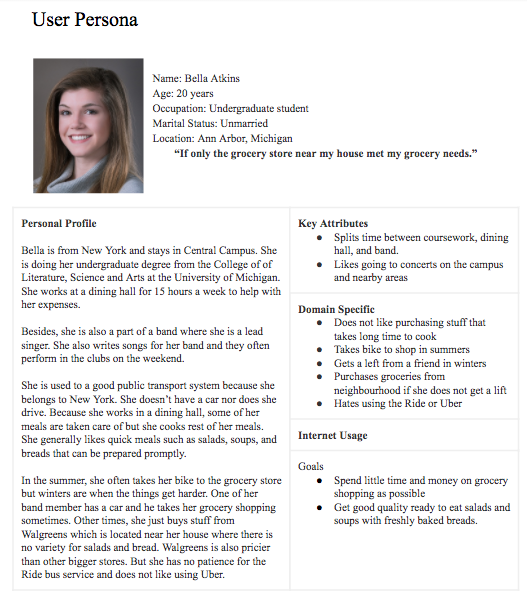 User Persona
Name: Bella Atkins
Age: 20 years
Occupation: Undergraduate student
Marital Status: Unmarried
Location: Ann Arbor, Michigan
“If only the grocery store near my house met my grocery needs.”
Personal Profile
Bella is from New York and stays in Central Campus. She
is doing her undergraduate degree from the College of of
Literature, Science and Arts at the University of Michigan.
She works at a dining hall for 15 hours a week to help with
her expenses.
Besides, she is also a part of a band where she is a lead
singer. She also writes songs for her band and they often
perform in the clubs on the weekend.
She is used to a good public transport system because she
belongs to New York. She doesn’t have a car nor does she
drive. Because she works in a dining hall, some of her
meals are taken care of but she cooks rest of her meals.
She generally likes quick meals such as salads, soups, and
breads that can be prepared promptly.
In the summer, she often takes her bike to the grocery store
but winters are when the things get harder. One of her
band member has a car and he takes her grocery shopping
sometimes. Other times, she just buys stuff from
Walgreens which is located near her house where there is
no variety for salads and bread. Walgreens is also pricier
than other bigger stores. But she has no patience for the
Ride bus service and does not like using Uber.
Key Attributes
● Splits time between coursework, dining
hall, and band.
● Likes going to concerts on the campus
and nearby areas
Domain Specific
● Does not like purchasing stuff that
takes long time to cook
● Takes bike to shop in summers
● Gets a left from a friend in winters
● Purchases groceries from
neighbourhood if she does not get a lift
● Hates using the Ride or Uber
Internet Usage
Goals
● Spend little time and money on grocery
shopping as possible
● Get good quality ready to eat salads and
soups with freshly baked breads.